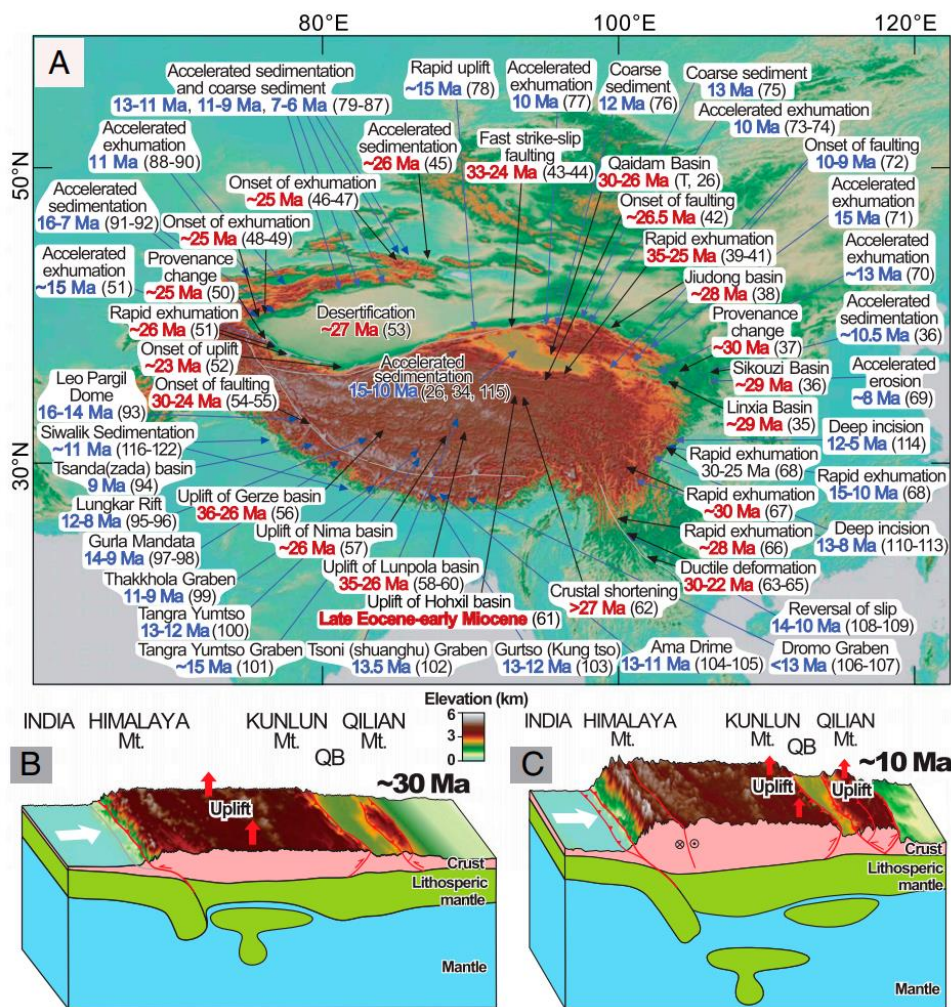 80°E
100°E
120°E
A
50°N
30°N
Accelerated sedimentation
and coarse sediment
13-11 Ma, 11-9 Ma, 7-6 Ma (79-87)
Rapid uplift
~15 Ma (78)
Accelerated
exhumation
10 Ma (77)
Coarse
sediment
12 Ma (76)
Coarse sediment
13 Ma (75)
Accelerated exhumation
10 Ma (73-74)
Accelerated
exhumation
11 Ma (88-90)
Accelerated
sedimentation
~26 Ma (45)
Fast strike-slip
faulting
33-24 Ma (43-44)
Qaidam Basin
30-26 Ma (T, 26)
Onset of faulting
10-9 Ma (72)
Accelerated
sedimentation
16-7 Ma (91-92)
Onset of exhumation
~25 Ma (46-47)
Onset of faulting
~26.5 Ma (42)
Accelerated
exhumation
15 Ma (71)
Onset of exhumation
~25 Ma (48-49)
Rapid exhumation
35-25 Ma (39-41)
Accelerated
exhumation
~15 Ma (51)
Provenance
change
~25 Ma (50)
Jiudong basin
~28 Ma (38)
Accelerated
exhumation
~13 Ma (70)
Rapid exhumation
~26 Ma (51)
Desertification
~27 Ma (53)
Provenance
change
~30 Ma (37)
Accelerated
sedimentation
~10.5 Ma (36)
Onset of uplift
~23 Ma (52)
Accelerated
sedimentation
15-10 Ma (26, 34, 115)
Sikouzi Basin
~29 Ma (36)
Accelerated
erosion
~8 Ma (69)
Leo Pargil
Dome
16-14 Ma (93)
Onset of faulting
30-24 Ma (54-55)
Linxia Basin
~29 Ma (35)
Deep incision
12-5 Ma (114)
Siwalik Sedimentation
~11 Ma (116-122)
Rapid exhumation
30-25 Ma (68)
Tsanda(zada) basin
9 Ma (94)
Rapid exhumation
15-10 Ma (68)
Lungkar Rift
12-8 Ma (95-96)
Uplift of Gerze basin
36-26 Ma (56)
Rapid exhumation
~30 Ma (67)
Gurla Mandata
14-9 Ma (97-98)
Uplift of Nima basin
~26 Ma (57)
Rapid exhumation
~28 Ma (66)
Deep incision
13-8 Ma (110-113)
Thakkhola Graben
11-9 Ma (99)
Uplift of Lunpola basin
35-26 Ma (58-60)
Ductile deformation
30-22 Ma (63-65)
Tangra Yumtso
13-12 Ma (100)
Uplift of Hohxil basin
Late Eocene-early Miocene (61)
Crustal shortening
>27 Ma (62)
Reversal of slip
14-10 Ma (108-109)
Tangra Yumtso Graben
~15 Ma (101)
Tsoni (shuanghu) Graben
13.5 Ma (102)
Gurtso (Kung tso)
13-12 Ma (103)
Ama Drime
13-11 Ma (104-105)
Dromo Graben
<13 Ma (106-107)
Elevation (km)
6
3
0
INDIA
HIMALAYA
Mt.
KUNLUN
Mt.
QILIAN
Mt.
QB
B
~30 Ma
Uplift
Crust
Lithosperic
mantle
Mantle
INDIA
HIMALAYA
Mt.
KUNLUN
Mt.
QILIAN
Mt.
QB
C
~10 Ma
Uplift
Uplift
Crust
Lithosperic
mantle
Mantle